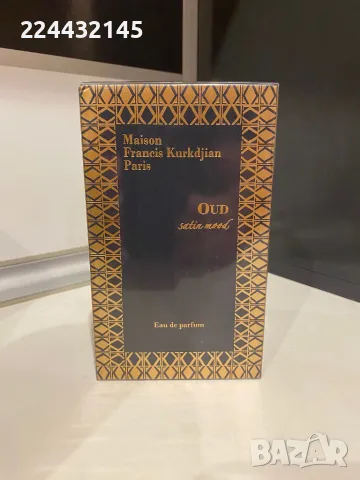 224432145
Maison
Francis Kurkdjian
Paris
OUD
satin mood
Eau de parfum
BAZAR